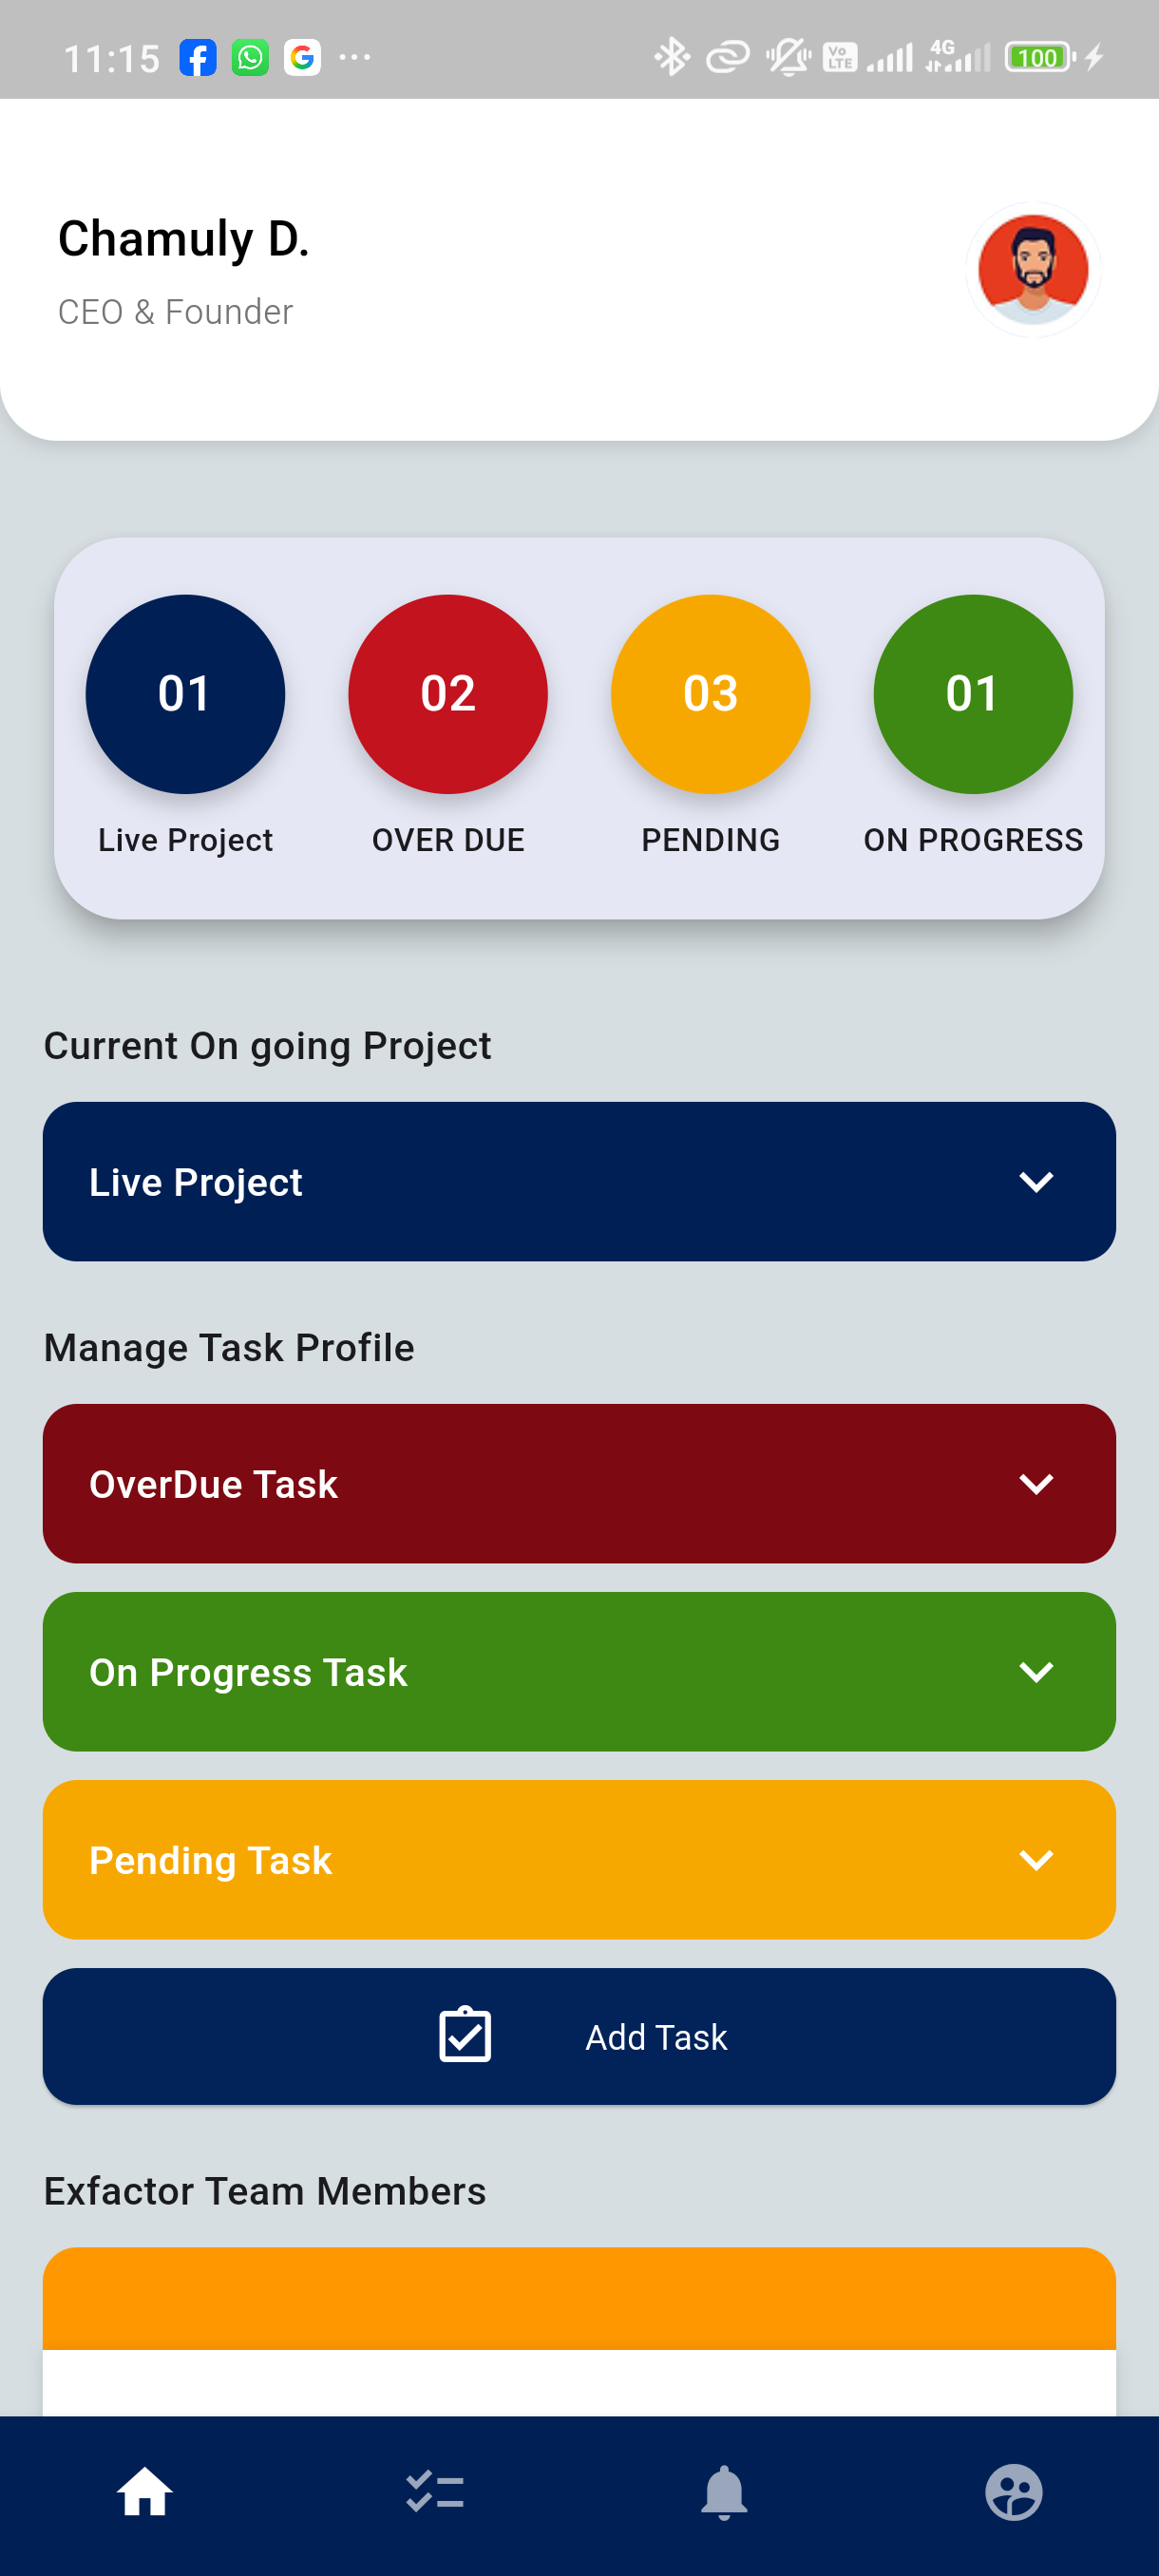 11:15
Vo
LTE
4G
100
Chamuly D.
CEO & Founder
01 02 03 01
Live Project OVER DUE PENDING ON PROGRESS
Current On going Project
Live Project
Manage Task Profile
OverDue Task
On Progress Task
Pending Task
Add Task
Exfactor Team Members